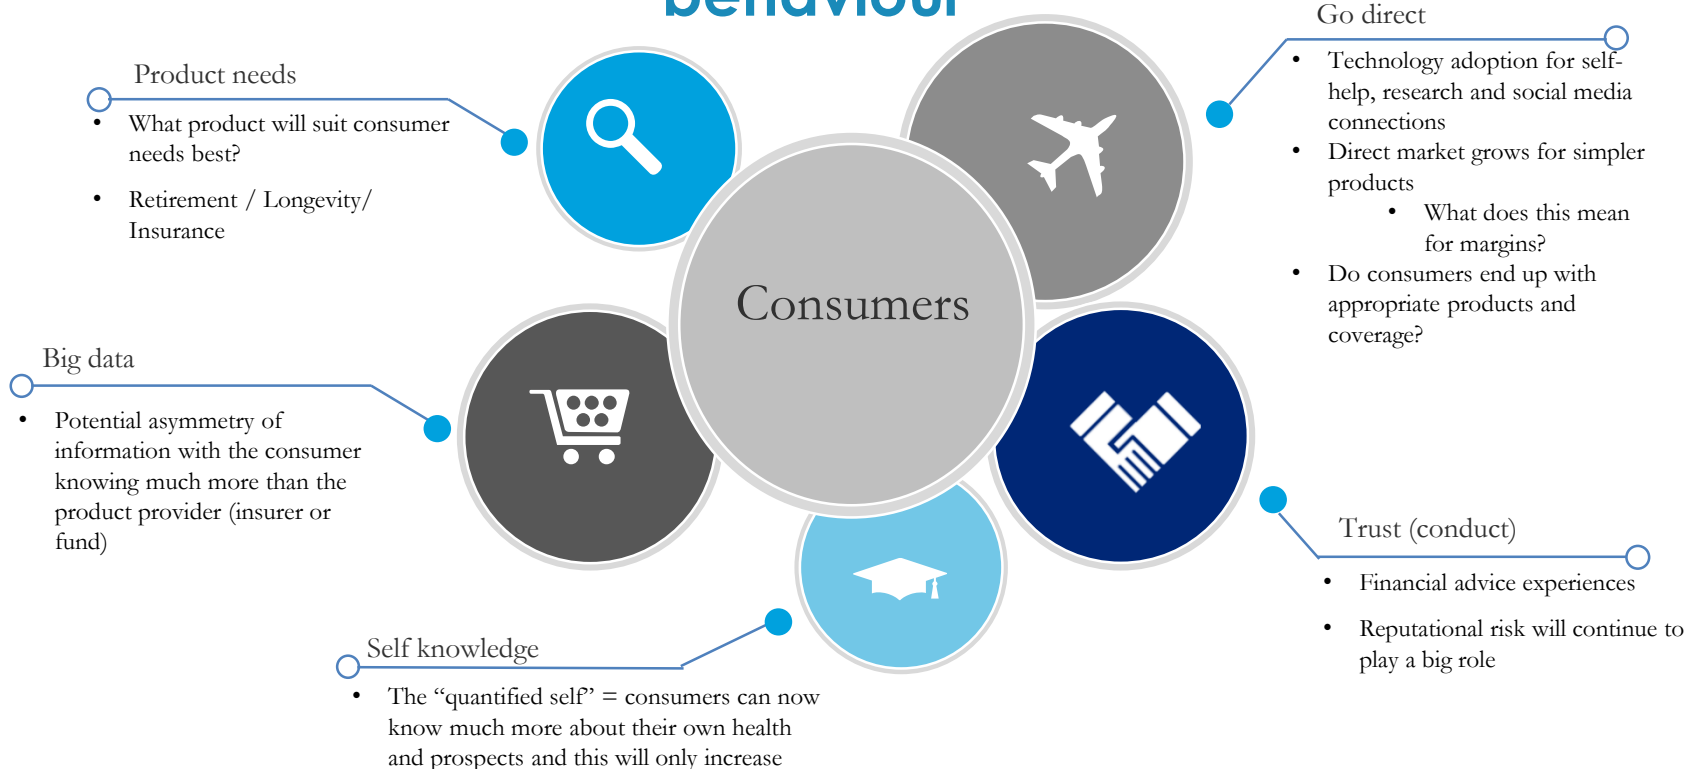 behaviour
Product needs
• What product will suit consumer
needs best?
• Retirement / Longevity/
Insurance
Go direct
• Technology adoption for self-
help, research and social media
connections
• Direct market grows for simpler
products
• What does this mean
for margins?
• Do consumers end up with
appropriate products and
coverage?
Consumers
Big data
• Potential asymmetry of
information with the consumer
knowing much more than the
product provider (insurer or
fund)
Trust (conduct)
• Financial advice experiences
• Reputational risk will continue to
play a big role
Self knowledge
• The “quantified self” = consumers can now
know much more about their own health
and prospects and this will only increase